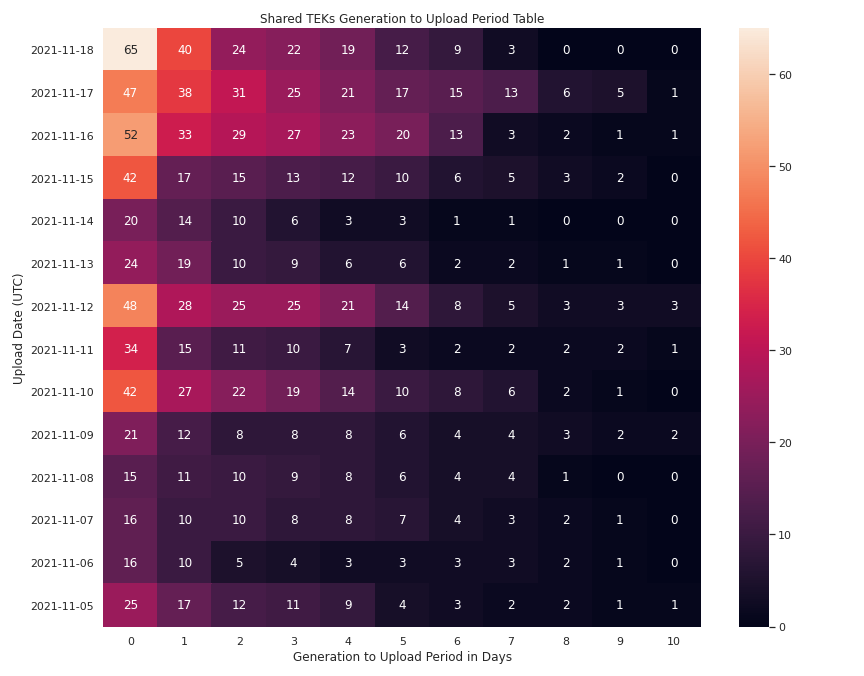 Shared TEKs Generation to Upload Period Table
Upload Date (UTC)
2021-11-18 65 40 24 22 19 12 9 3 0 0 0
2021-11-17 47 38 31 25 21 17 15 13 6 5 1
2021-11-16 52 33 29 27 23 20 13 3 2 1 1
2021-11-15 42 17 15 13 12 10 6 5 3 2 0
2021-11-14 20 14 10 6 3 3 1 1 0 0 0
2021-11-13 24 19 10 9 6 6 2 2 1 1 0
2021-11-12 48 28 25 25 21 14 8 5 3 3 3
2021-11-11 34 15 11 10 7 3 2 2 2 2 1
2021-11-10 42 27 22 19 14 10 8 6 2 1 0
2021-11-09 21 12 8 8 8 6 4 4 3 2 2
2021-11-08 15 11 10 9 8 6 4 4 1 0 0
2021-11-07 16 10 10 8 8 7 4 3 2 1 0
2021-11-06 16 10 5 4 3 3 3 3 2 1 0
2021-11-05 25 17 12 11 9 4 3 2 2 1 1
0 1 2 3 4 5 6 7 8 9 10
Generation to Upload Period in Days
60
50
40
30
20
10
0